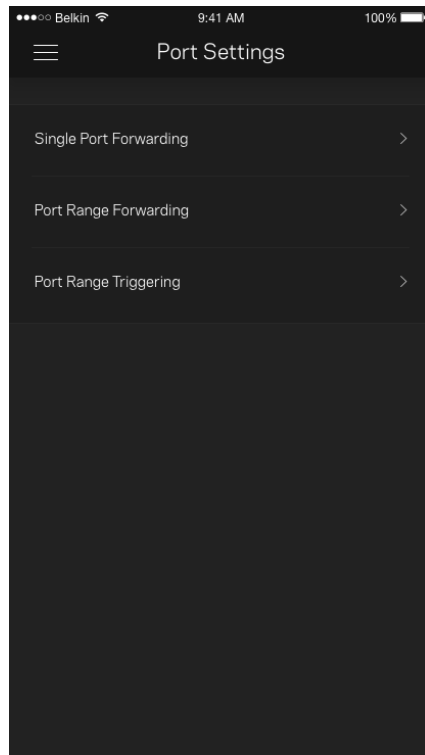 Belkin 9:41 AM 100%
Port Settings
Single Port Forwarding
Port Range Forwarding
Port Range Triggering